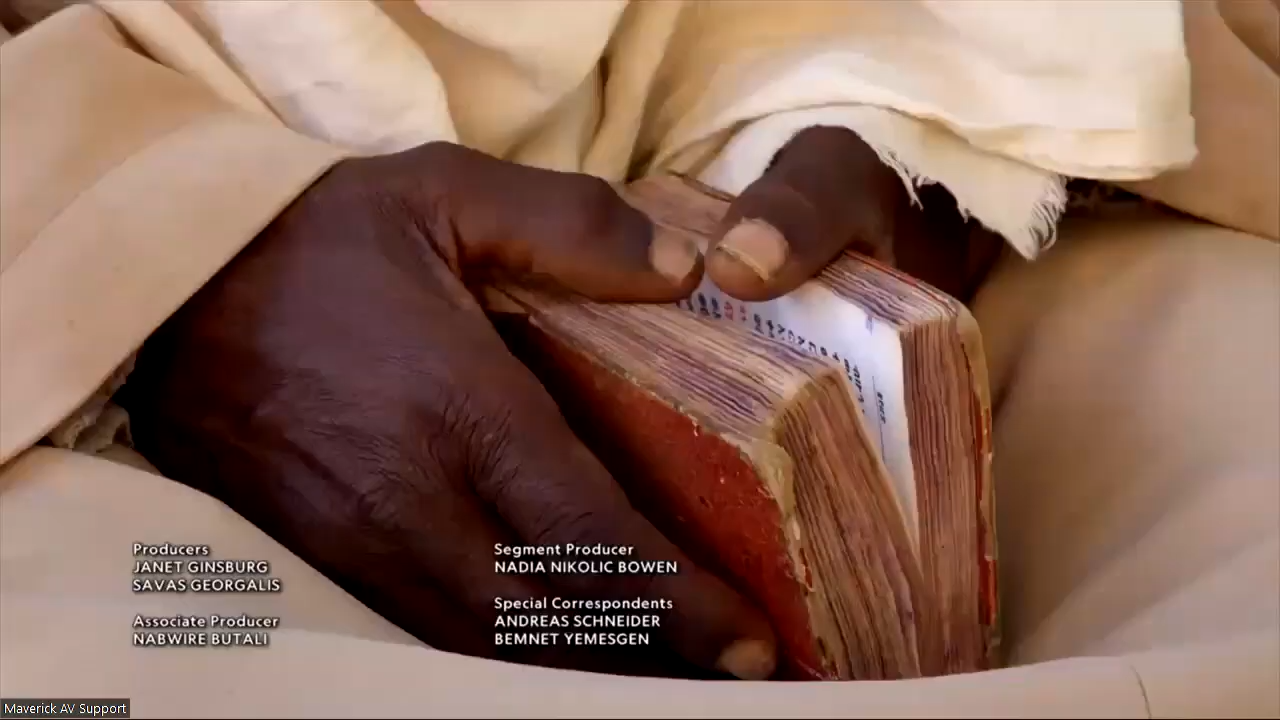 Producers
JANET GINSBURG
SAVAS GEORGALIS
Associate Producer
NABWIRE BUTALI
Segment Producer
NADIA NIKOLIC BOWEN
Special Correspondents
ANDREAS SCHNEIDER
BEMNET YEMESGEN
Maverick AV Support